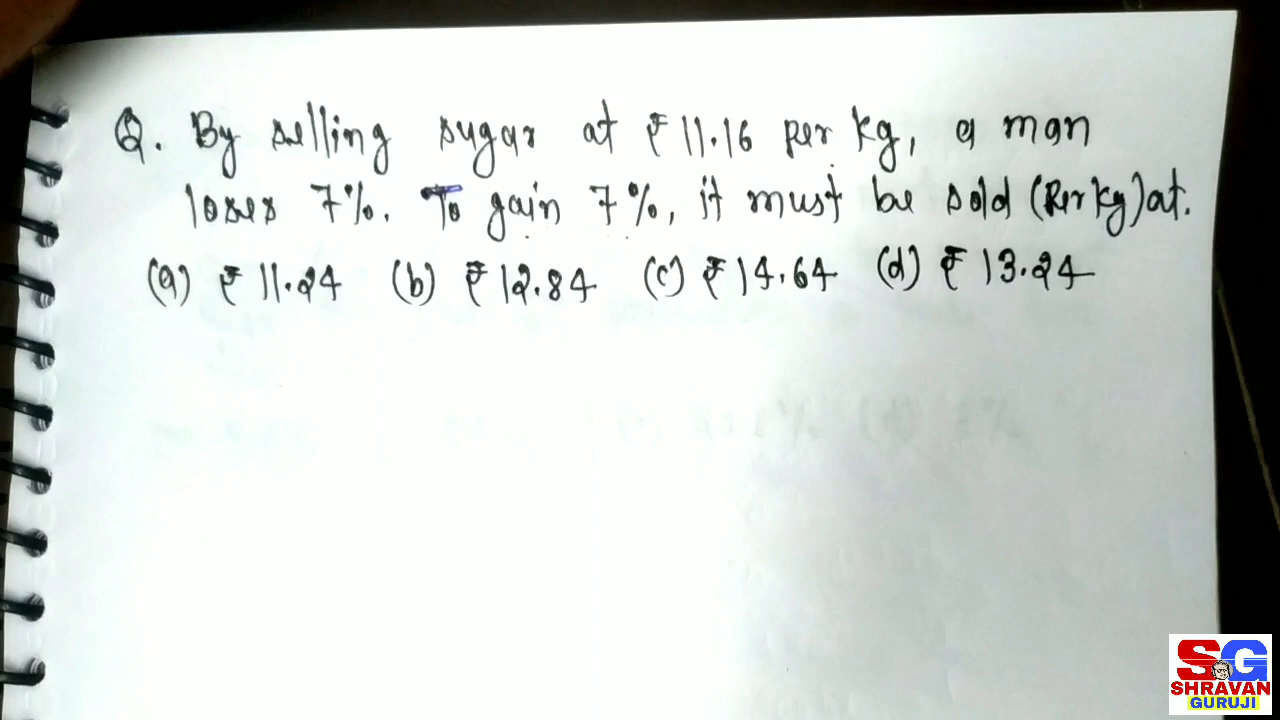 Q. By selling sugar at ₹ 11.16 per kg, a man
loses 7%. To gain 7%, it must be sold (Per kg) at.
(a) ₹ 11.24 (b) ₹ 12.84 (c) ₹ 14.64 (d) ₹ 13.24
SG
SHRAVAN
GURUJI